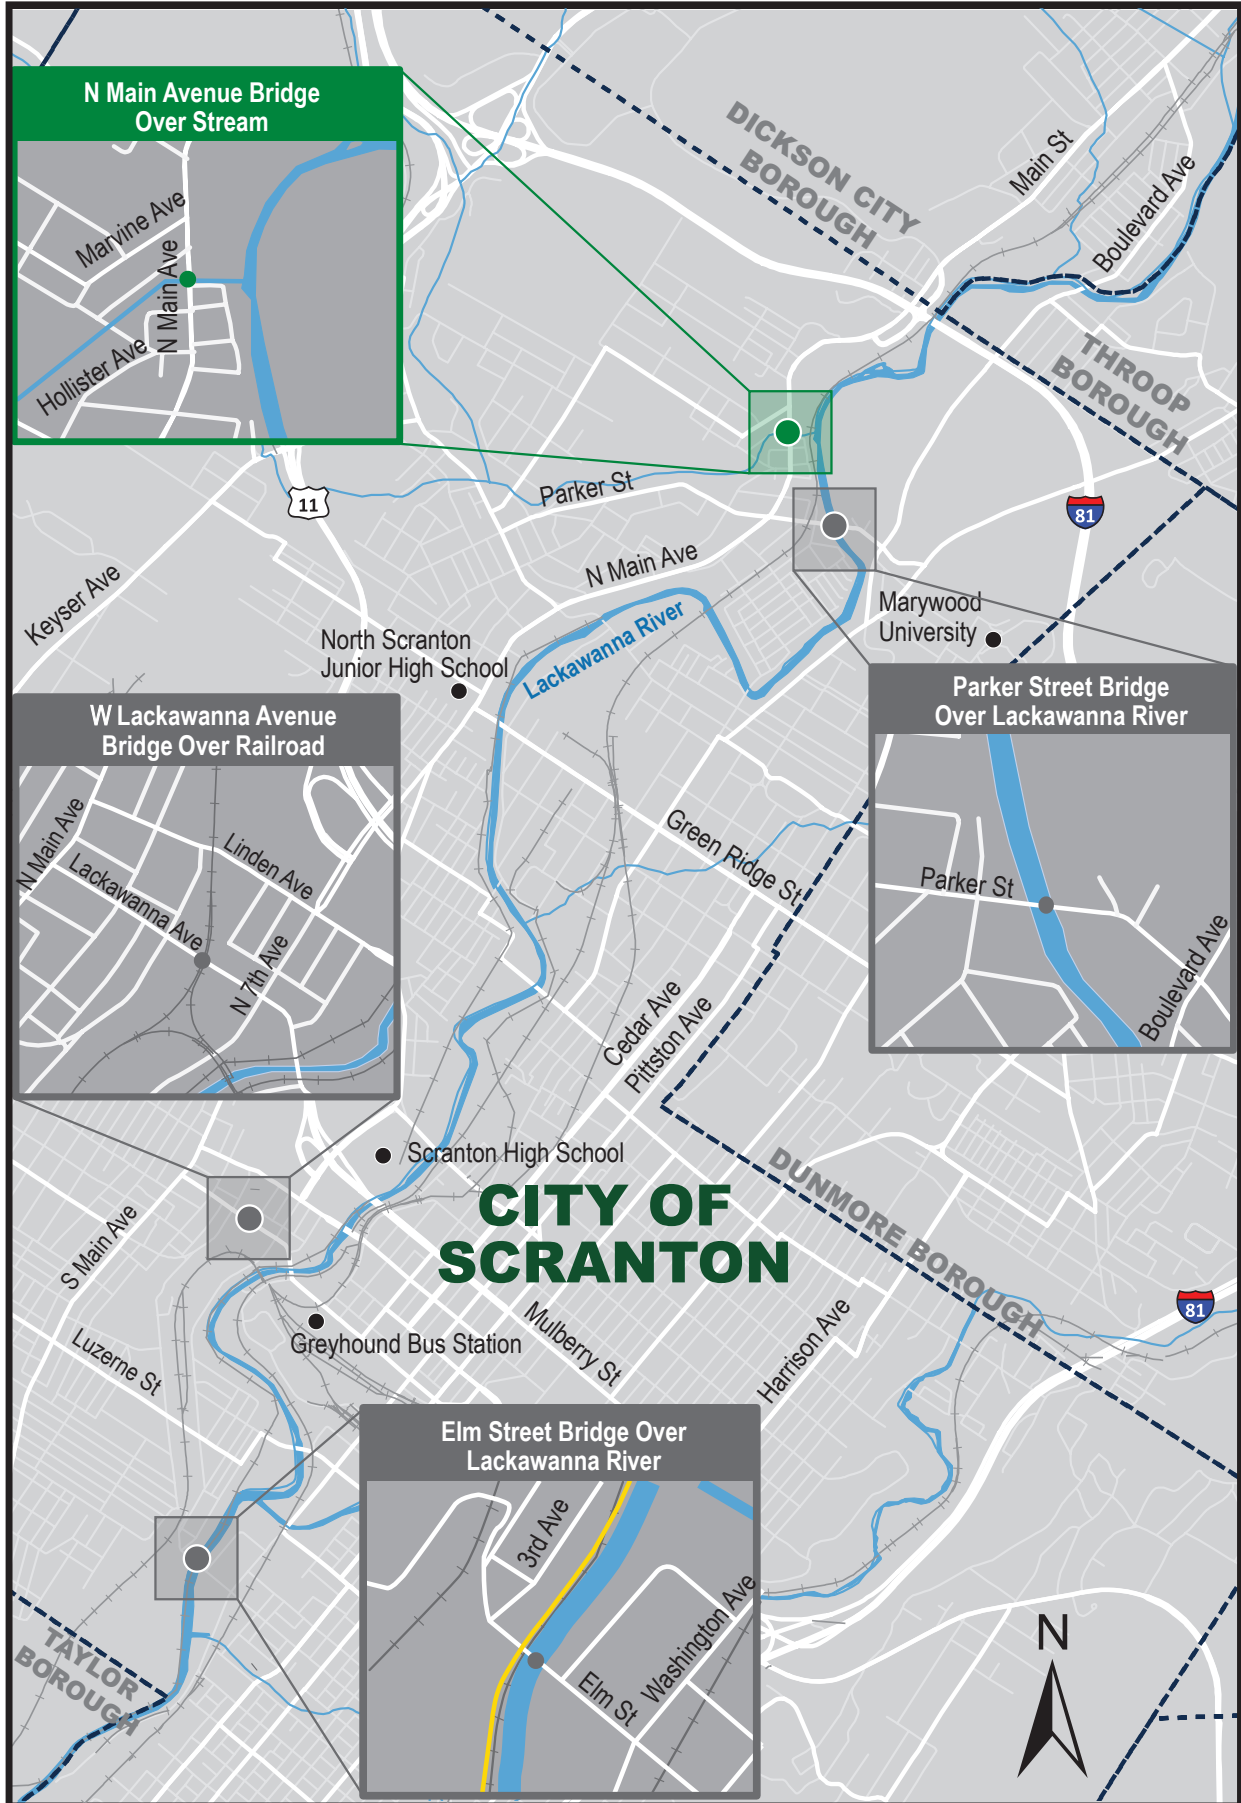 N Main Avenue Bridge
Over Stream
Marvine Ave
N Main Ave
Hollister Ave
DICKSON CITY
BOROUGH
Main St
Boulevard Ave
THROOP
BOROUGH
11
Parker St
81
N Main Ave
Keyser Ave
Lackawanna River
Marywood
University
North Scranton
Junior High School
W Lackawanna Avenue
Bridge Over Railroad
N Main Ave
Linden Ave
Lackawanna Ave
N 7th Ave
Parker Street Bridge
Over Lackawanna River
Parker St
Boulevard Ave
Green Ridge St
Cedar Ave
Pittston Ave
Scranton High School
CITY OF
SCRANTON
DUNMORE BOROUGH
S Main Ave
81
Greyhound Bus Station
Mulberry St
Harrison Ave
Luzerne St
Elm Street Bridge Over
Lackawanna River
3rd Ave
Washington Ave
Elm St
TAYLOR
BOROUGH
N